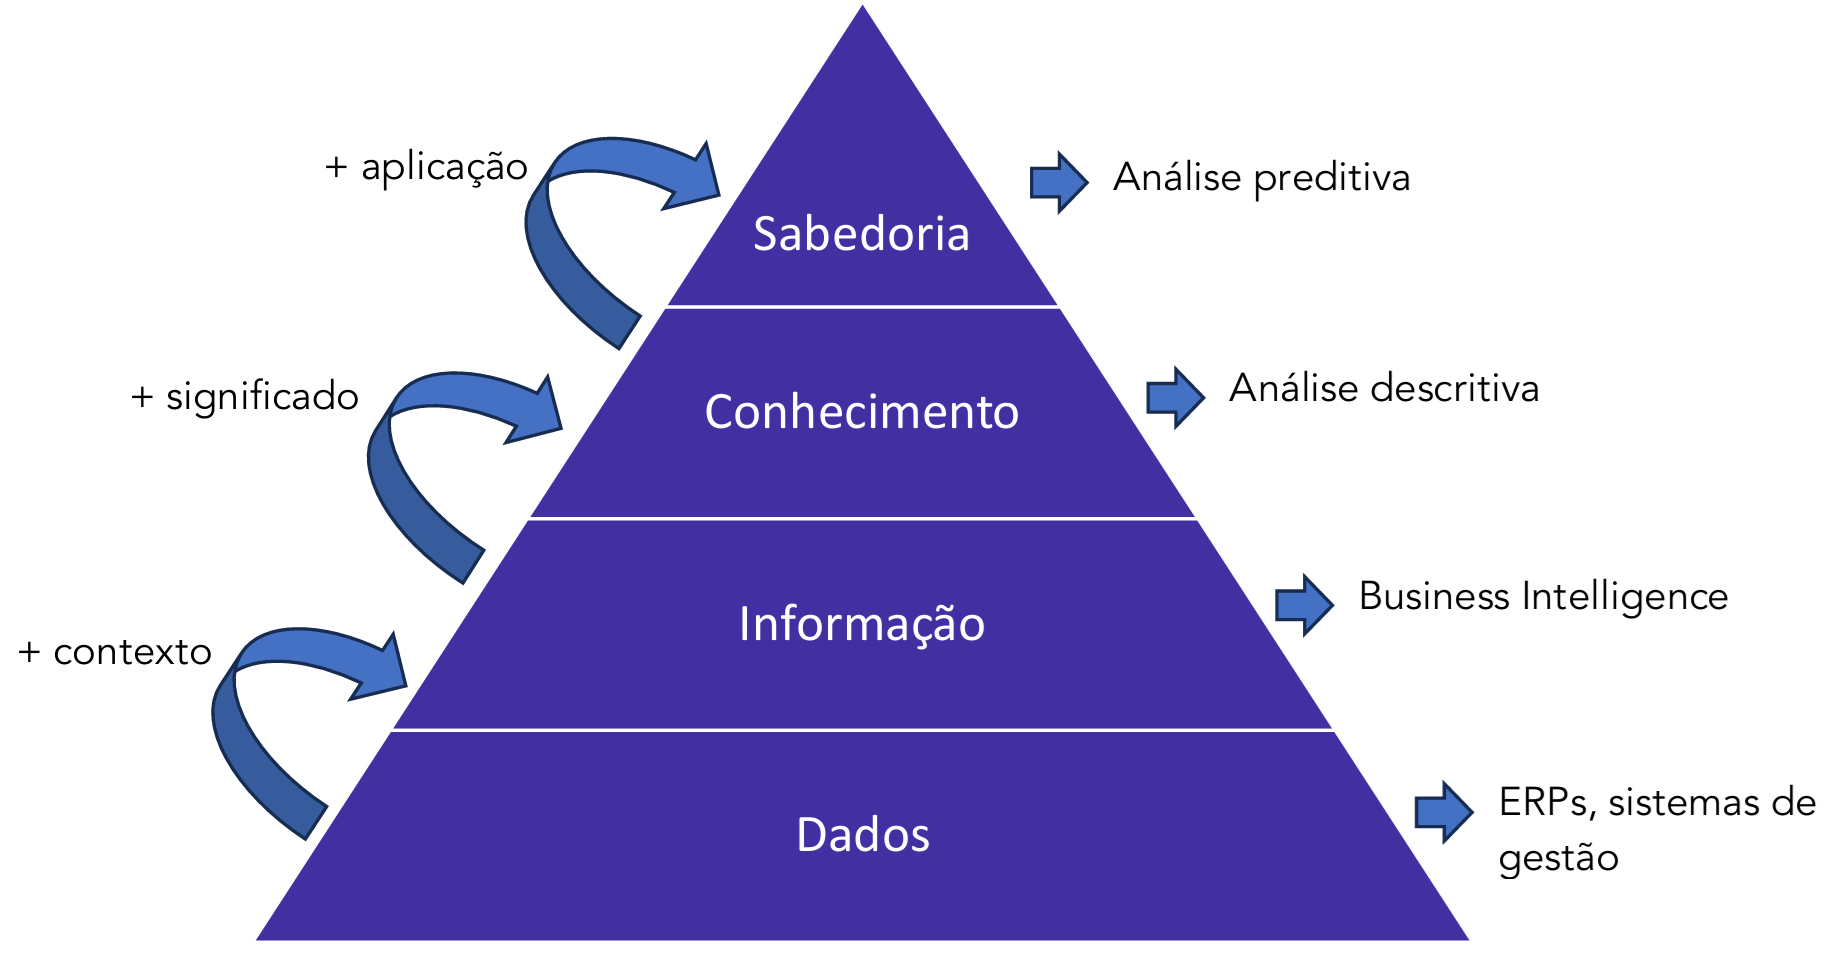 + aplicação
Análise preditiva
Sabedoria
+ significado
Conhecimento
Análise descritiva
Informação
Business Intelligence
+ contexto
Dados
ERPs, sistemas de
gestão